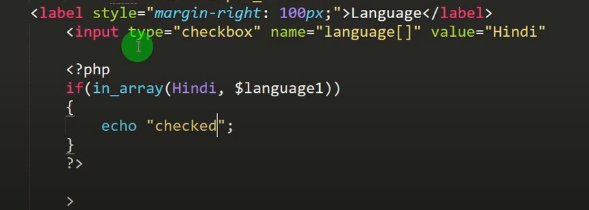 <label style="margin-right: 100px;">Language</label>
<input type="checkbox" name="language[]" value="Hindi"
<?php
if(in_array(Hindi, $language1))
{
echo "checked";
}
?>
>